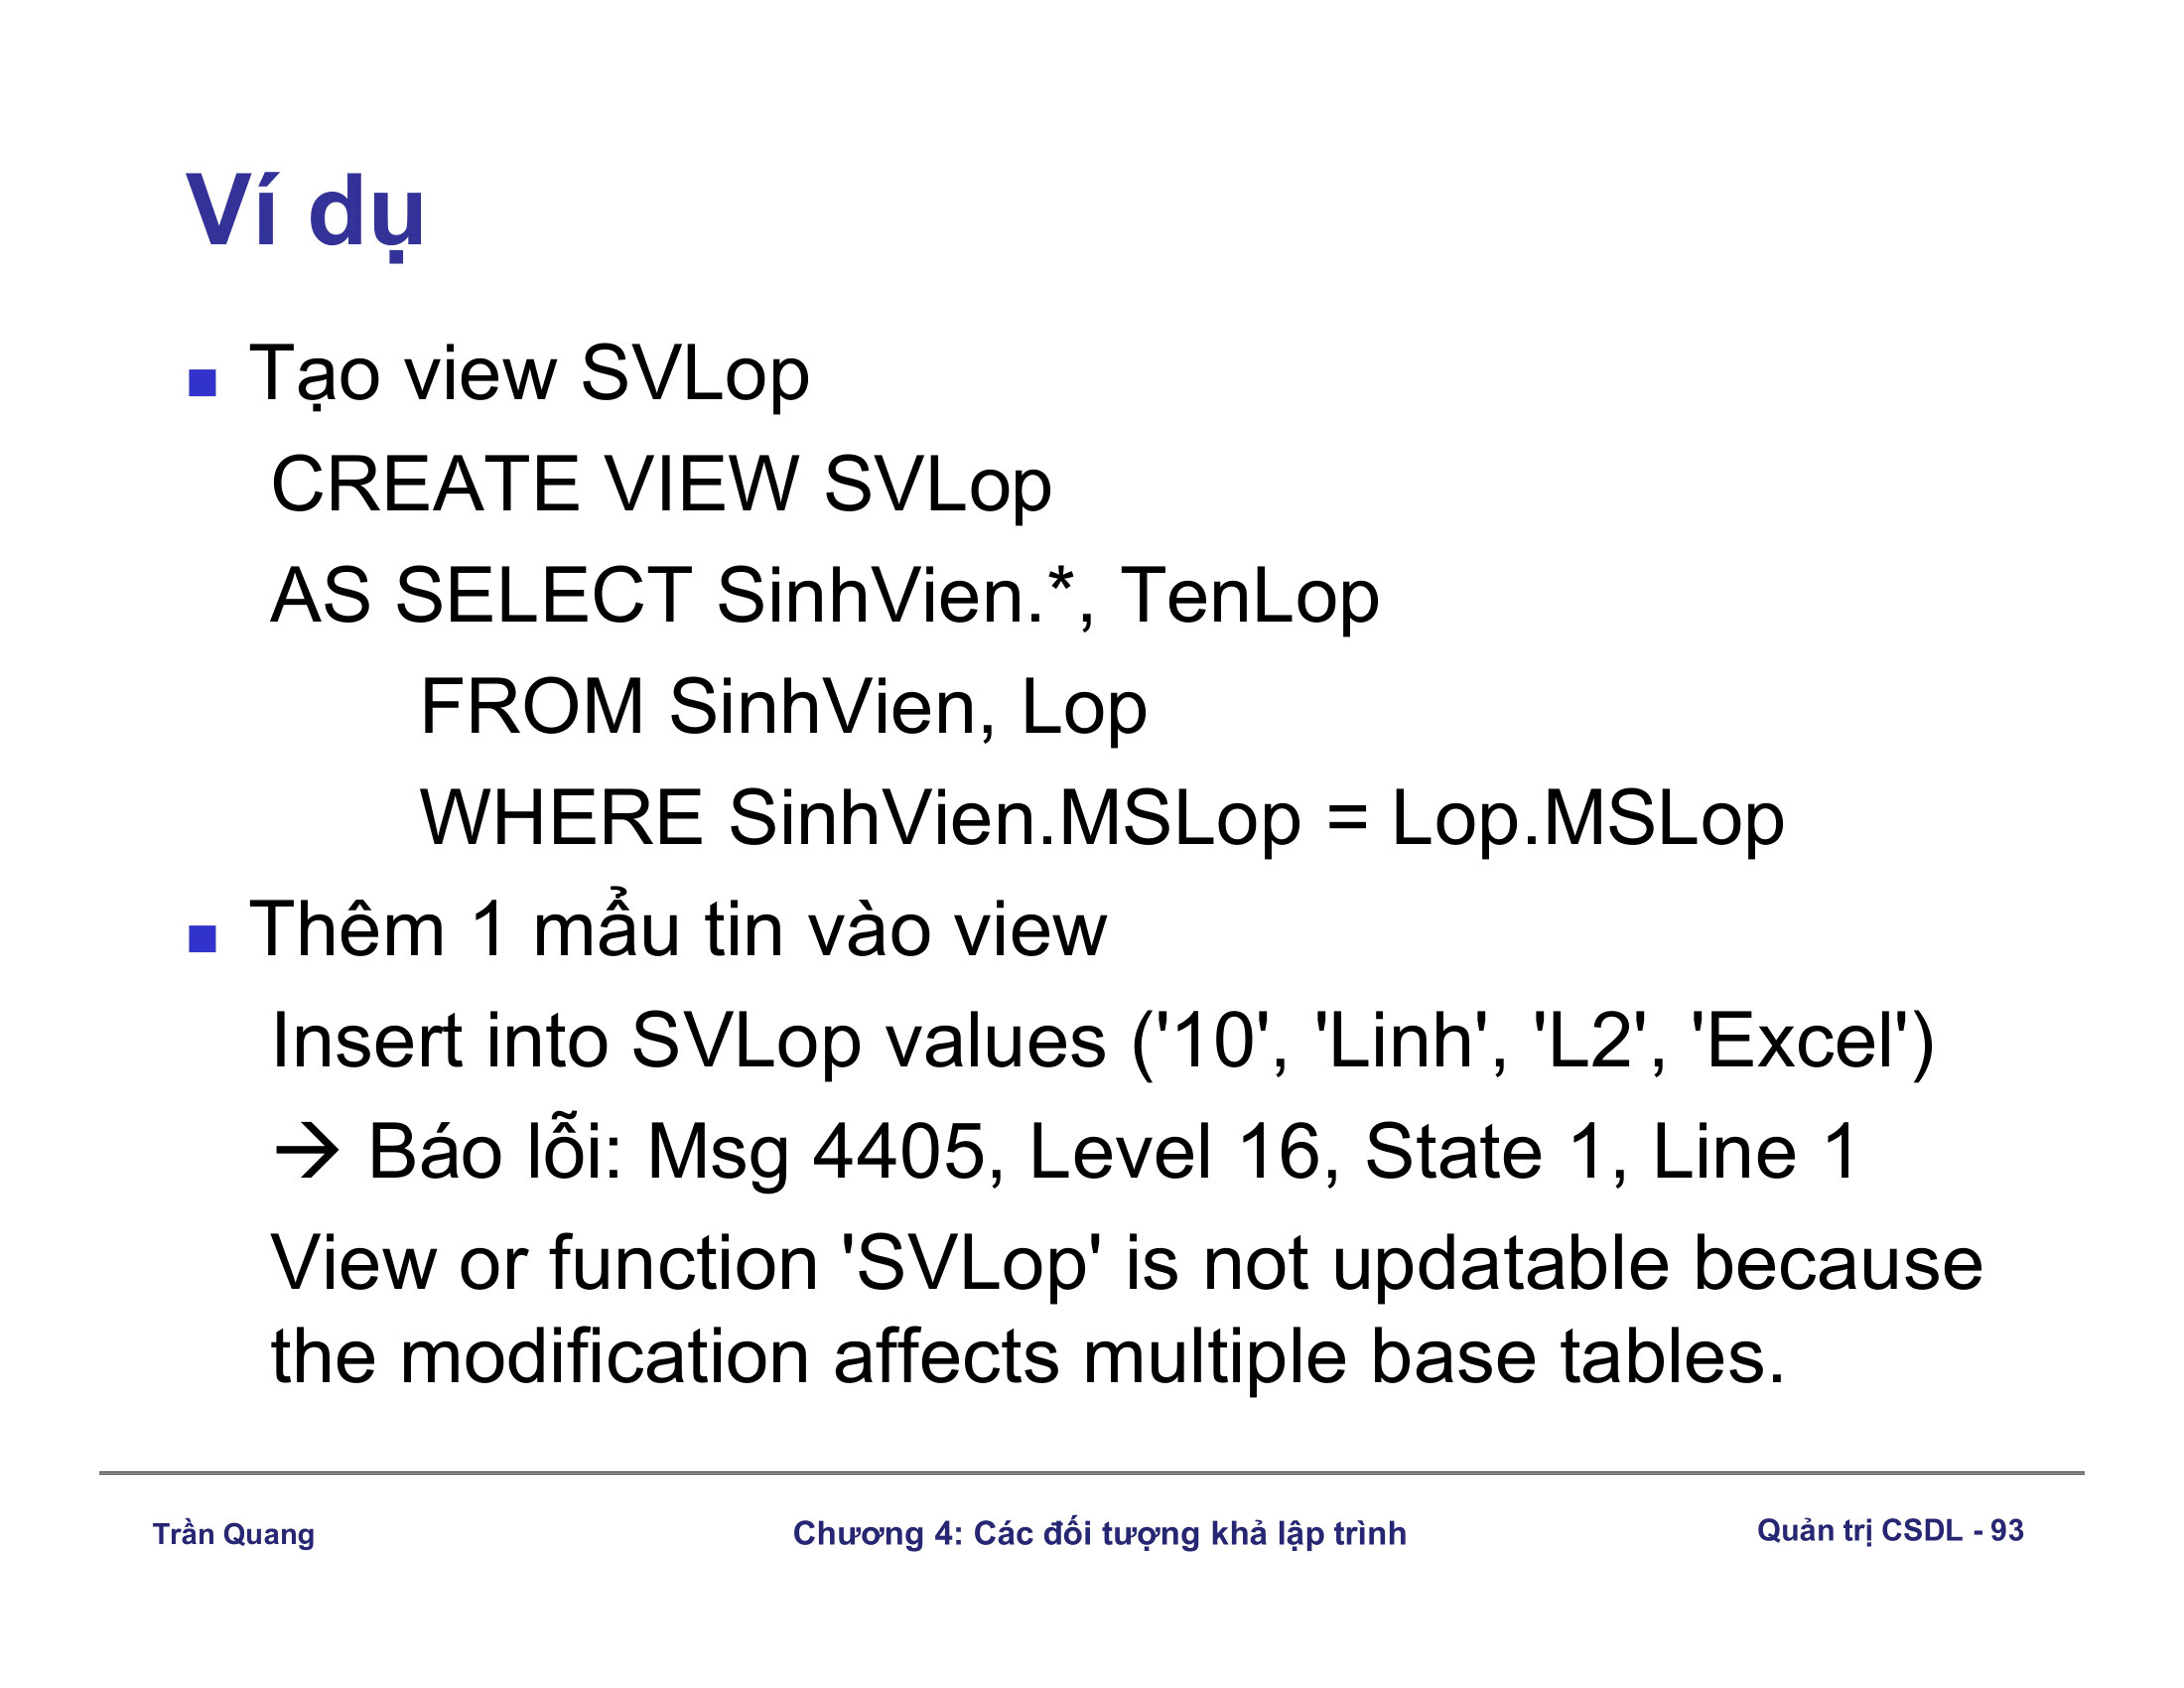 Ví dụ
Tạo view SVLop
CREATE VIEW SVLop
AS SELECT SinhVien.*, TenLop
FROM SinhVien, Lop
WHERE SinhVien.MSLop = Lop.MSLop
Thêm 1 mẩu tin vào view
Insert into SVLop values ('10', 'Linh', 'L2', 'Excel')
→ Báo lỗi: Msg 4405, Level 16, State 1, Line 1
View or function 'SVLop' is not updatable because
the modification affects multiple base tables.
Trần Quang
Chương 4: Các đối tượng khả lập trình
Quản trị CSDL - 93